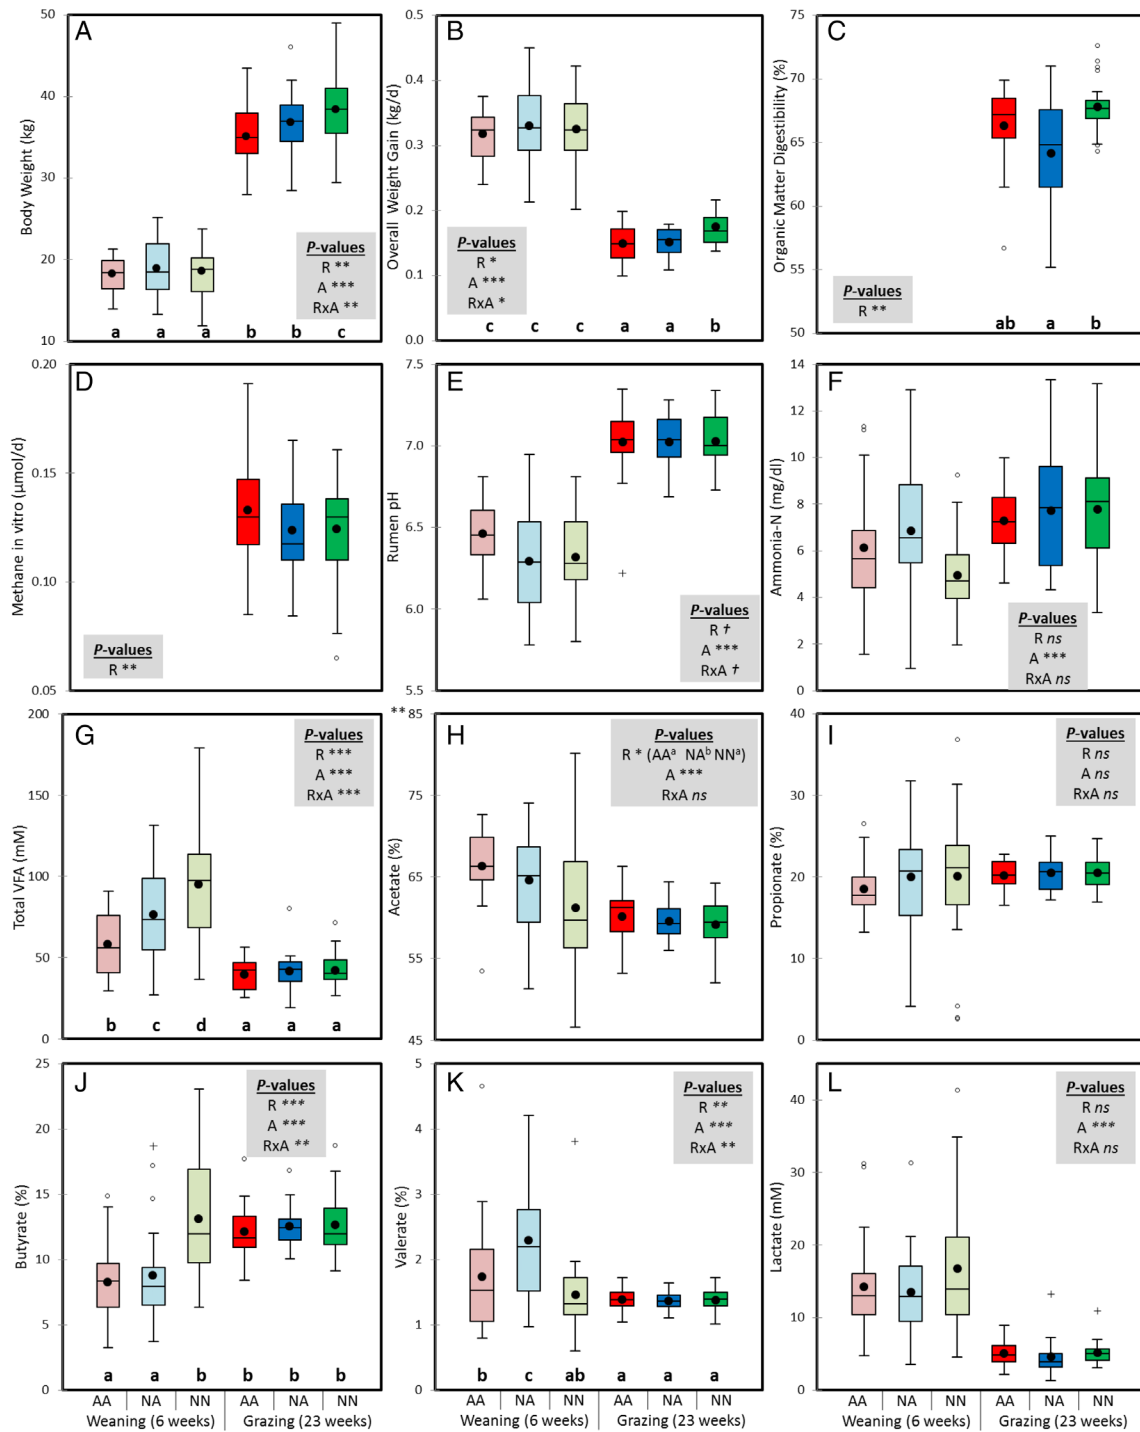 A
Body Weight (kg)
50
40
30
20
10
P-values
R **
A ***
RxA **
a a a b b c
B
Overall Weight Gain (kg/d)
0.5
0.4
0.3
0.2
0.1
0.0
P-values
R *
A ***
RxA *
c c c a a b
C
Organic Matter Digestibility (%)
75
70
65
60
55
50
P-values
R **
ab a b
D
Methane in vitro (µmol/d)
0.20
0.15
0.10
0.05
P-values
R **
E
Rumen pH
7.5
7.0
6.5
6.0
5.5
P-values
R †
A ***
RxA †
F
Ammonia-N (mg/dl)
14
12
10
8
6
4
2
0
P-values
R ns
A ***
RxA ns
G
Total VFA (mM)
200
150
100
50
0
P-values
R ***
A ***
RxA ***
b c d a a a
H
Acetate (%)
**
85
75
65
55
45
P-values
R * (AAᵃ NAᵇ NNᵃ)
A ***
RxA ns
I
Propionate (%)
40
30
20
10
0
P-values
R ns
A ns
RxA ns
J
Butyrate (%)
25
20
15
10
5
0
P-values
R ***
A ***
RxA **
a a b b b b
AA NA NN AA NA NN
Weaning (6 weeks) Grazing (23 weeks)
K
Valerate (%)
5
4
3
2
1
0
P-values
R **
A ***
RxA **
b c ab a a a
AA NA NN AA NA NN
Weaning (6 weeks) Grazing (23 weeks)
L
Lactate (mM)
40
30
20
10
0
P-values
R ns
A ***
RxA ns
AA NA NN AA NA NN
Weaning (6 weeks) Grazing (23 weeks)